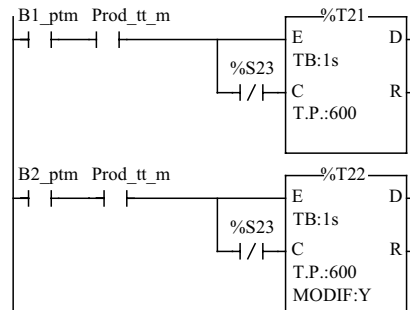 B1_ptm Prod_tt_m %T21
E D
TB:1s
%S23
C R
T.P.:600
B2_ptm Prod_tt_m %T22
E D
TB:1s
%S23
C R
T.P.:600
MODIF:Y